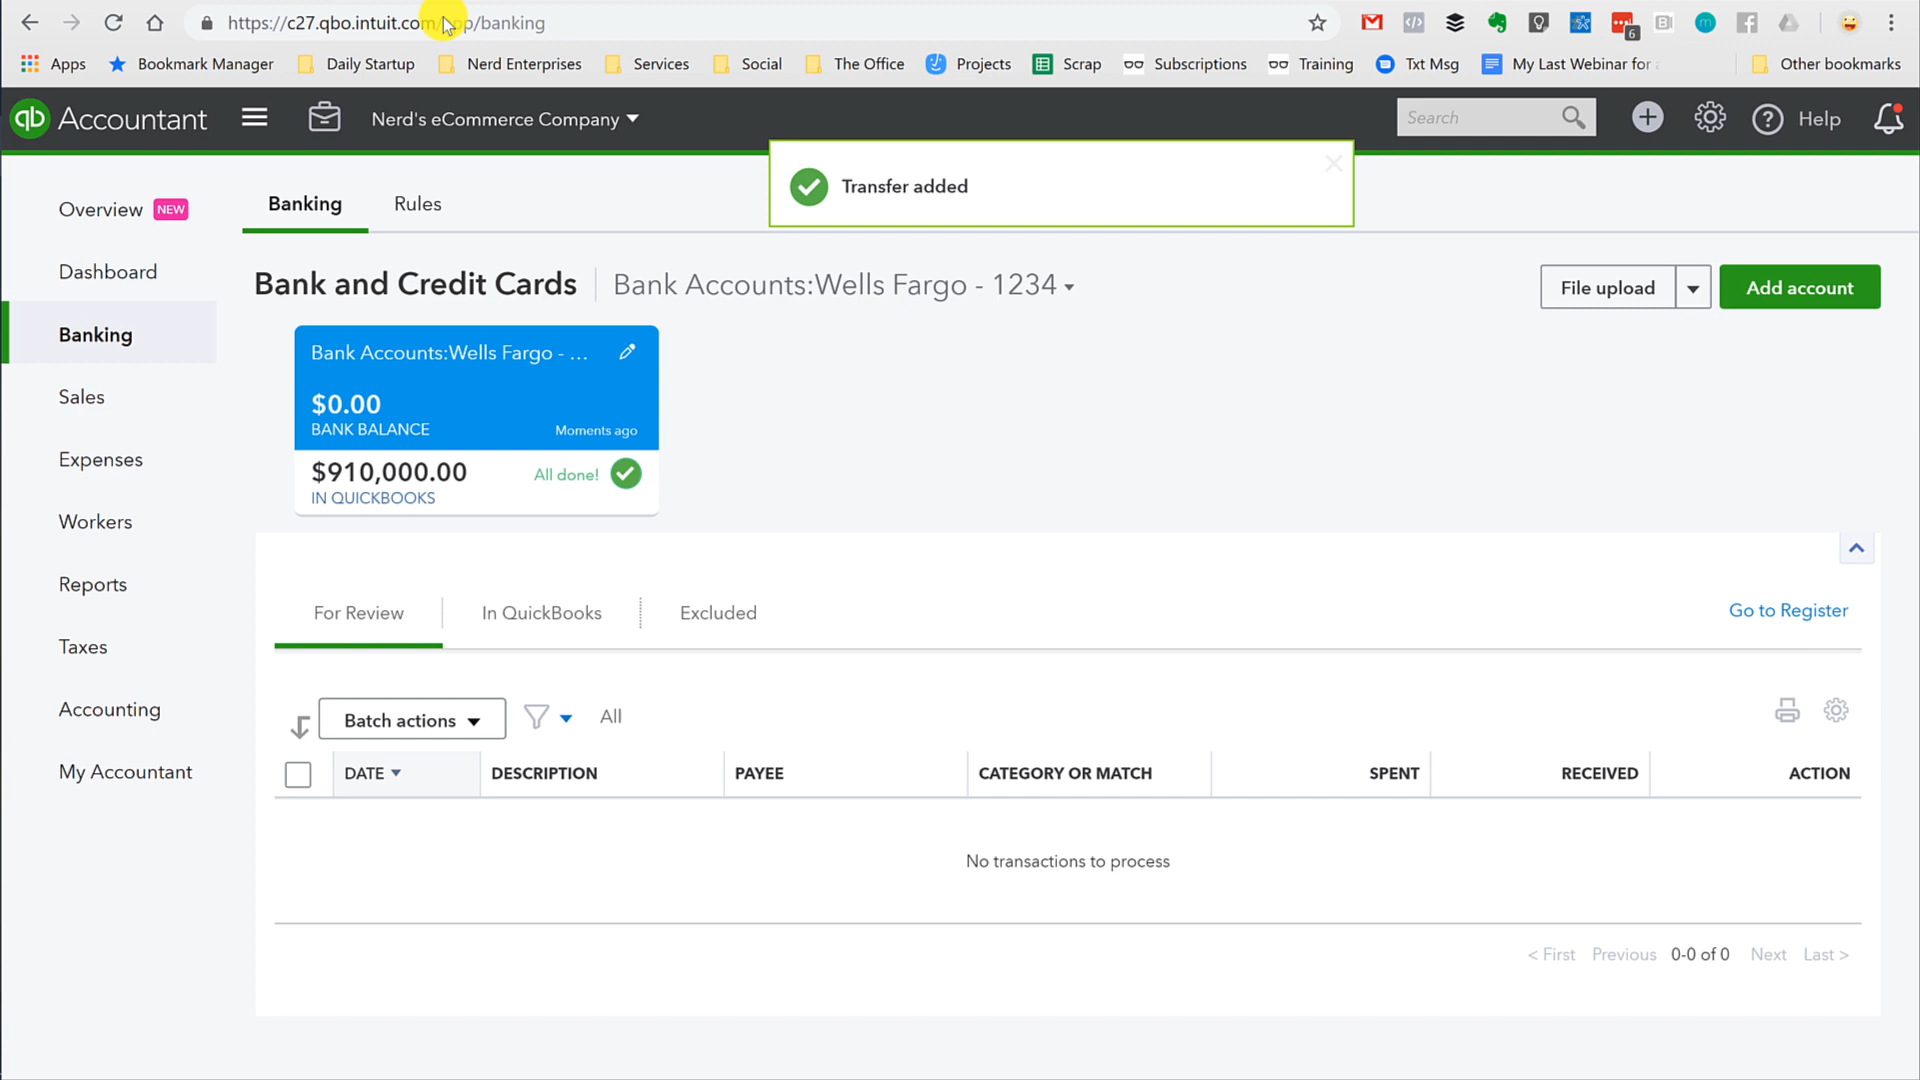 https://c27.qbo.intuit.com/app/banking
6
Apps
Bookmark Manager
Daily Startup
Nerd Enterprises
Services
Social
The Office
Projects
Scrap
Subscriptions
Training
Txt Msg
My Last Webinar for
Other bookmarks
qb Accountant
Nerd's eCommerce Company
Search
Help
Transfer added
Overview NEW
Dashboard
Banking
Sales
Expenses
Workers
Reports
Taxes
Accounting
My Accountant
Banking
Rules
Bank and Credit Cards
Bank Accounts:Wells Fargo - 1234
File upload
Add account
Bank Accounts:Wells Fargo - ...
$0.00
BANK BALANCE
Moments ago
$910,000.00
All done!
IN QUICKBOOKS
For Review
In QuickBooks
Excluded
Go to Register
Batch actions
All
DATE
DESCRIPTION
PAYEE
CATEGORY OR MATCH
SPENT
RECEIVED
ACTION
No transactions to process
< First Previous 0-0 of 0 Next Last >